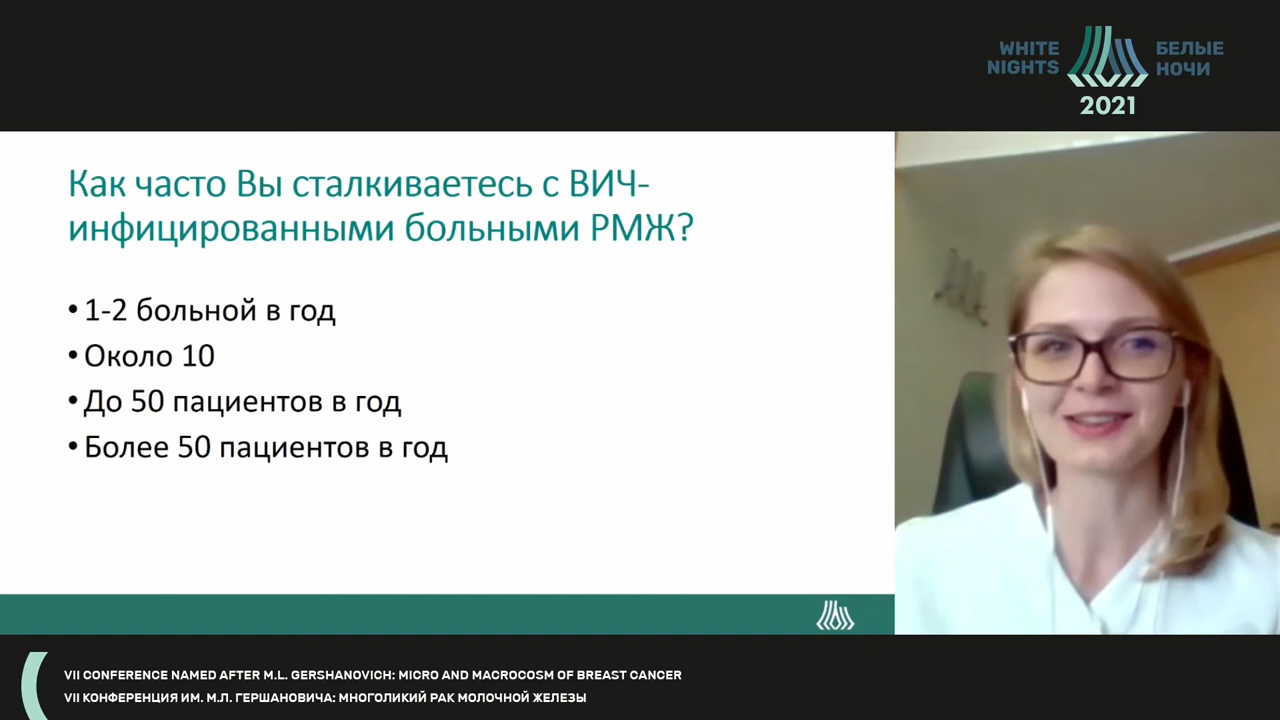 WHITE NIGHTS
БЕЛЫЕ НОЧИ
2021
Как часто Вы сталкиваетесь с ВИЧ-
инфицированными больными РМЖ?
•1-2 больной в год
•Около 10
•До 50 пациентов в год
•Более 50 пациентов в год
VII CONFERENCE NAMED AFTER M.L. GERSHANOVICH: MICRO AND MACROCOSM OF BREAST CANCER
VII КОНФЕРЕНЦИЯ ИМ. М.Л. ГЕРШАНОВИЧА: МНОГОЛИКИЙ РАК МОЛОЧНОЙ ЖЕЛЕЗЫ